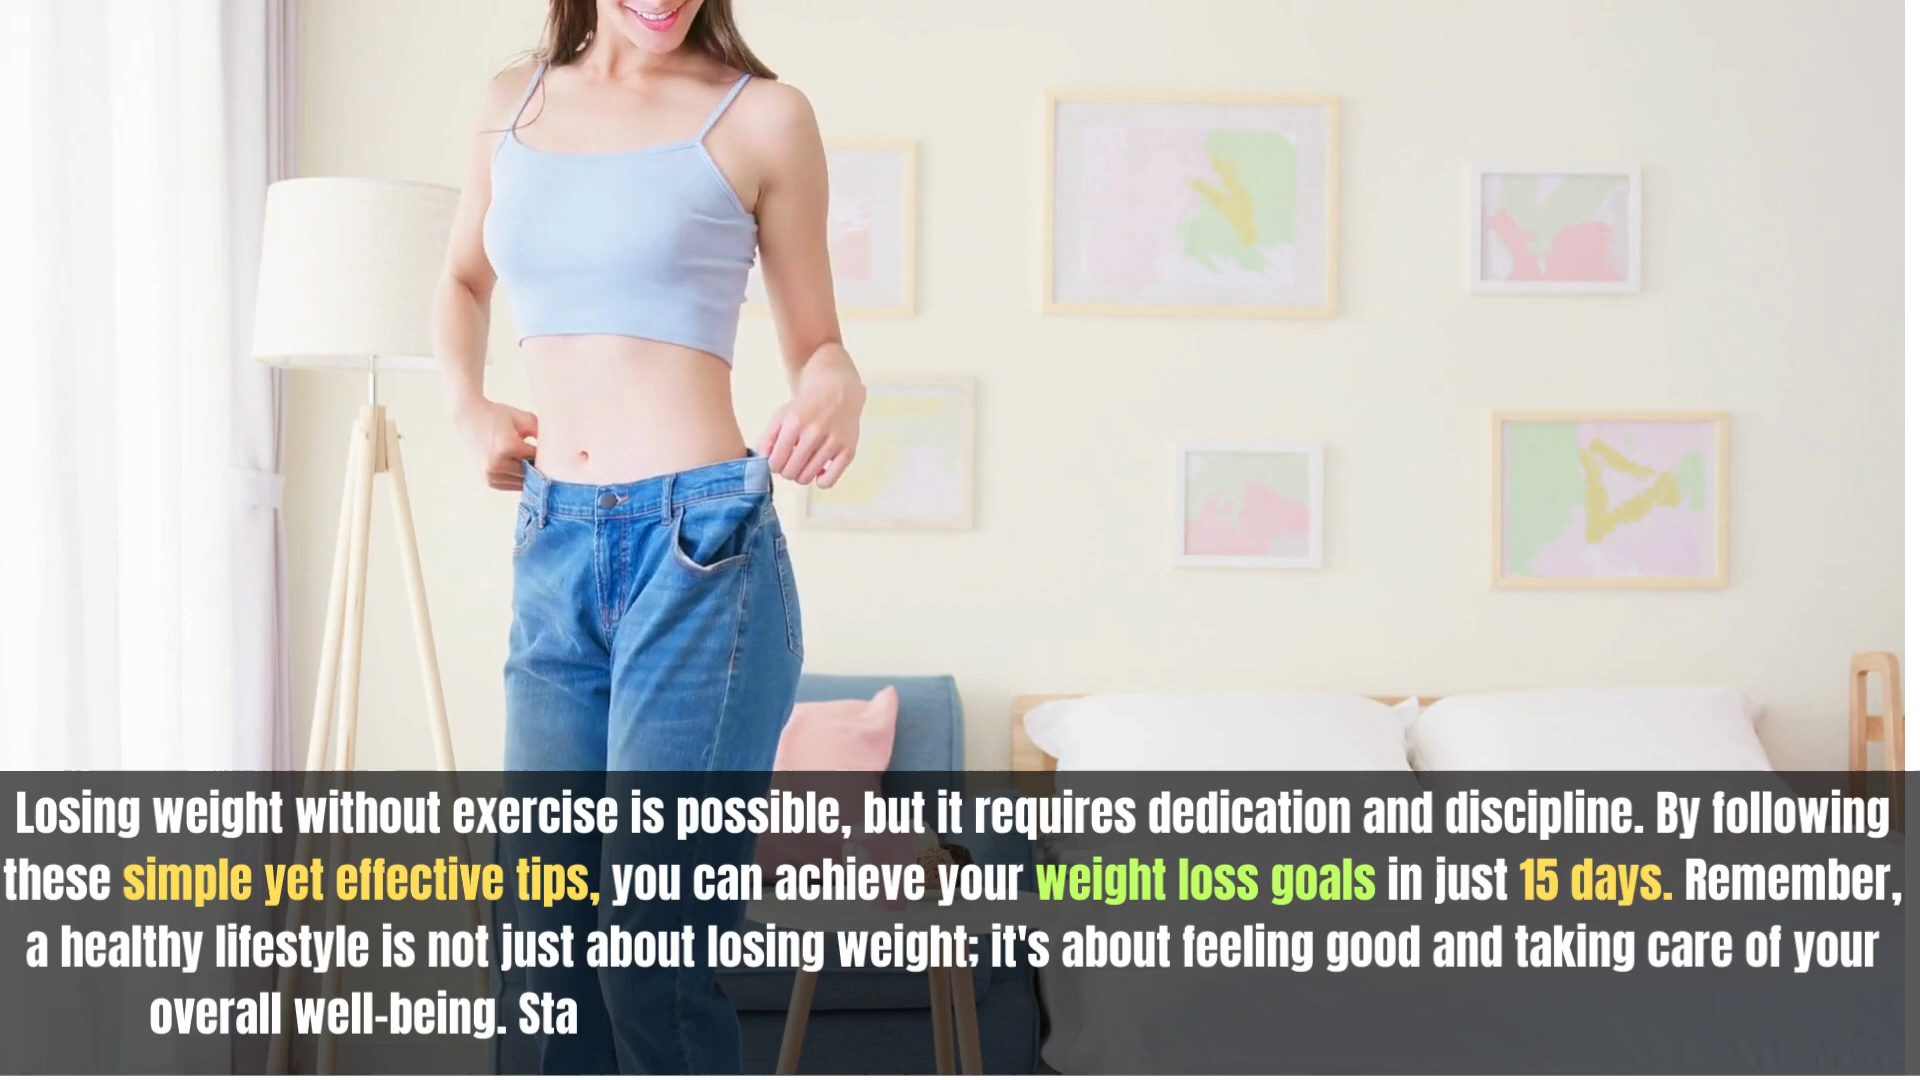 Losing weight without exercise is possible, but it requires dedication and discipline. By following
these simple yet effective tips, you can achieve your weight loss goals in just 15 days. Remember,
a healthy lifestyle is not just about losing weight; it's about feeling good and taking care of your
overall well-being. Sta